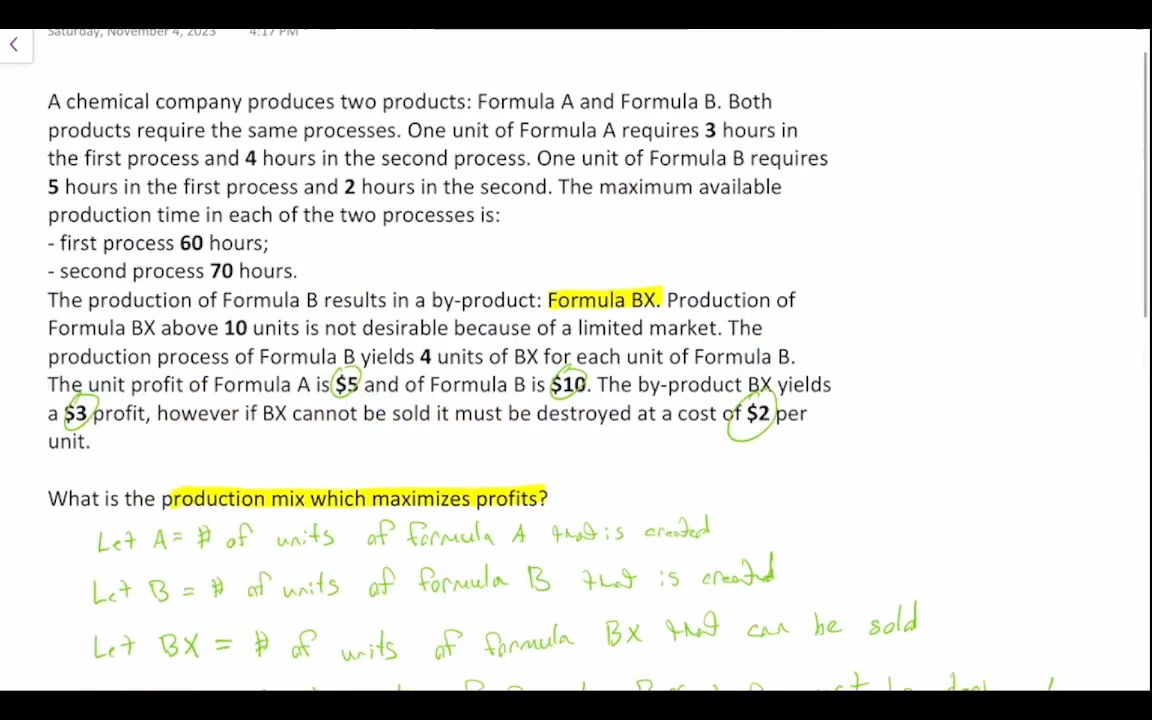 Saturday, November 4, 2023 4:17 PM
A chemical company produces two products: Formula A and Formula B. Both
products require the same processes. One unit of Formula A requires 3 hours in
the first process and 4 hours in the second process. One unit of Formula B requires
5 hours in the first process and 2 hours in the second. The maximum available
production time in each of the two processes is:
- first process 60 hours;
- second process 70 hours.
The production of Formula B results in a by-product: Formula BX. Production of
Formula BX above 10 units is not desirable because of a limited market. The
production process of Formula B yields 4 units of BX for each unit of Formula B.
The unit profit of Formula A is $5 and of Formula B is $10. The by-product BX yields
a $3 profit, however if BX cannot be sold it must be destroyed at a cost of $2 per
unit.
What is the production mix which maximizes profits?
Let A = # of units of formula A that is created
Let B = # of units of formula B that is created
Let BX = # of units of formula BX that can be sold